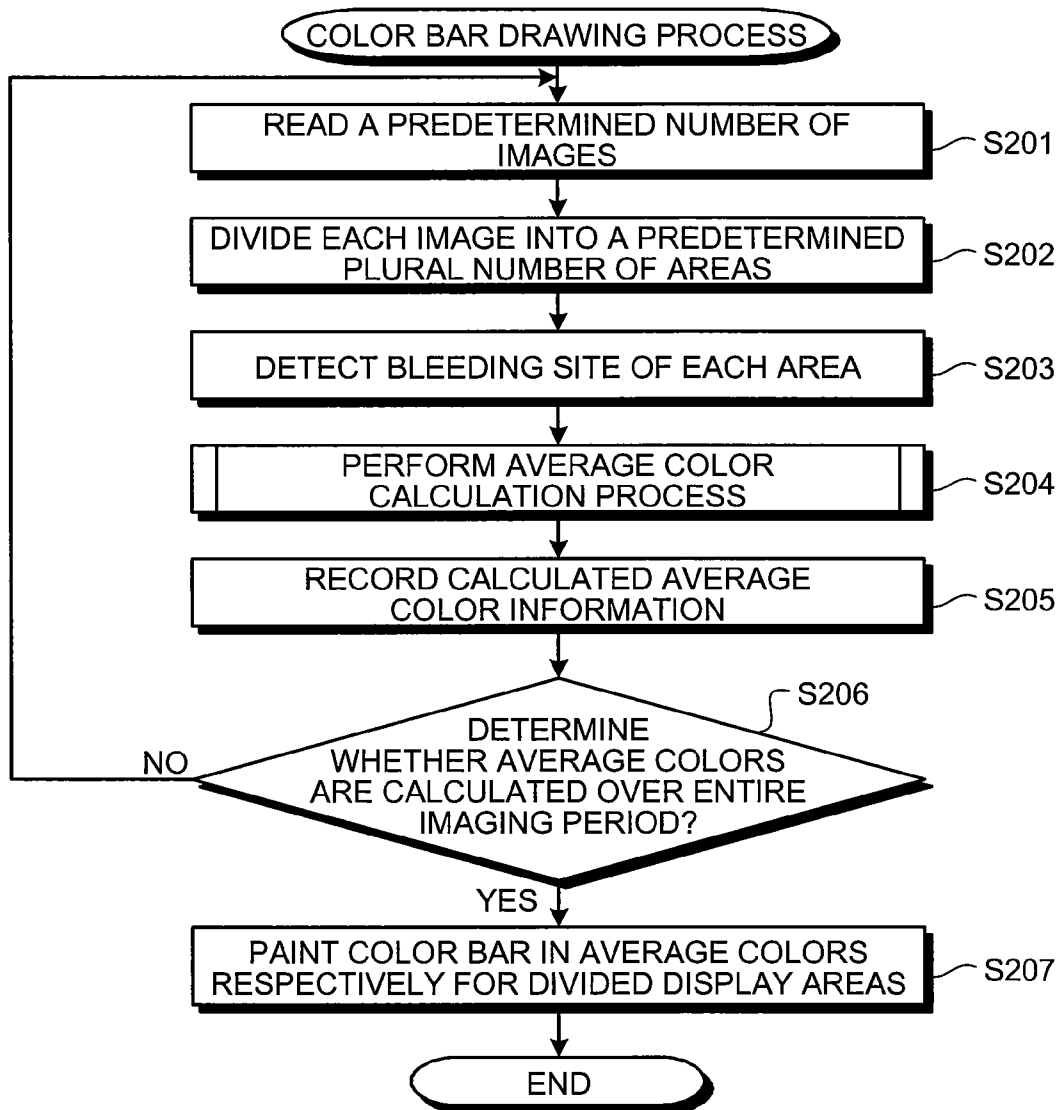 COLOR BAR DRAWING PROCESS
READ A PREDETERMINED NUMBER OF
IMAGES
S201
DIVIDE EACH IMAGE INTO A PREDETERMINED
PLURAL NUMBER OF AREAS
S202
DETECT BLEEDING SITE OF EACH AREA
S203
PERFORM AVERAGE COLOR
CALCULATION PROCESS
S204
RECORD CALCULATED AVERAGE
COLOR INFORMATION
S205
S206
DETERMINE
WHETHER AVERAGE COLORS
ARE CALCULATED OVER ENTIRE
IMAGING PERIOD?
NO
YES
PAINT COLOR BAR IN AVERAGE COLORS
RESPECTIVELY FOR DIVIDED DISPLAY AREAS
S207
END